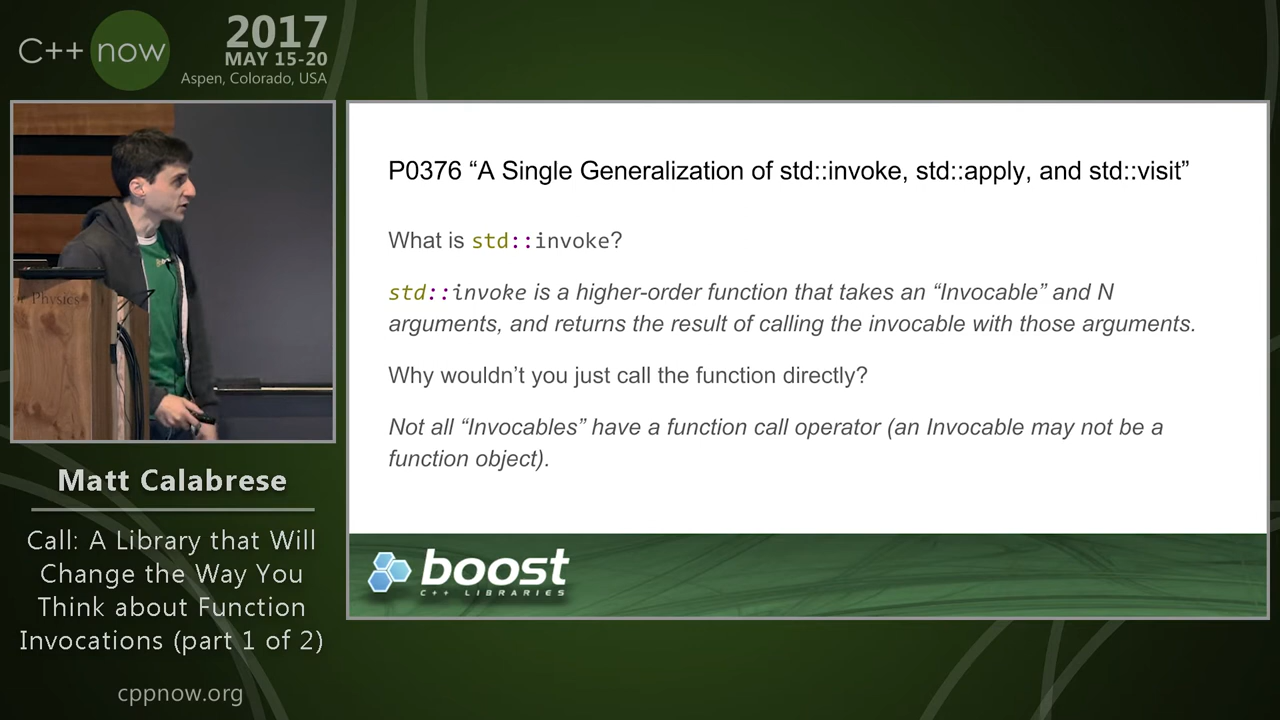 C++ now
2017
MAY 15-20
Aspen, Colorado, USA
Physics
Matt Calabrese
Call: A Library that Will
Change the Way You
Think about Function
Invocations (part 1 of 2)
cppnow.org
P0376 “A Single Generalization of std::invoke, std::apply, and std::visit”
What is std::invoke?
std::invoke is a higher-order function that takes an “Invocable” and N
arguments, and returns the result of calling the invocable with those arguments.
Why wouldn’t you just call the function directly?
Not all “Invocables” have a function call operator (an Invocable may not be a
function object).
boost
C++ LIBRARIES